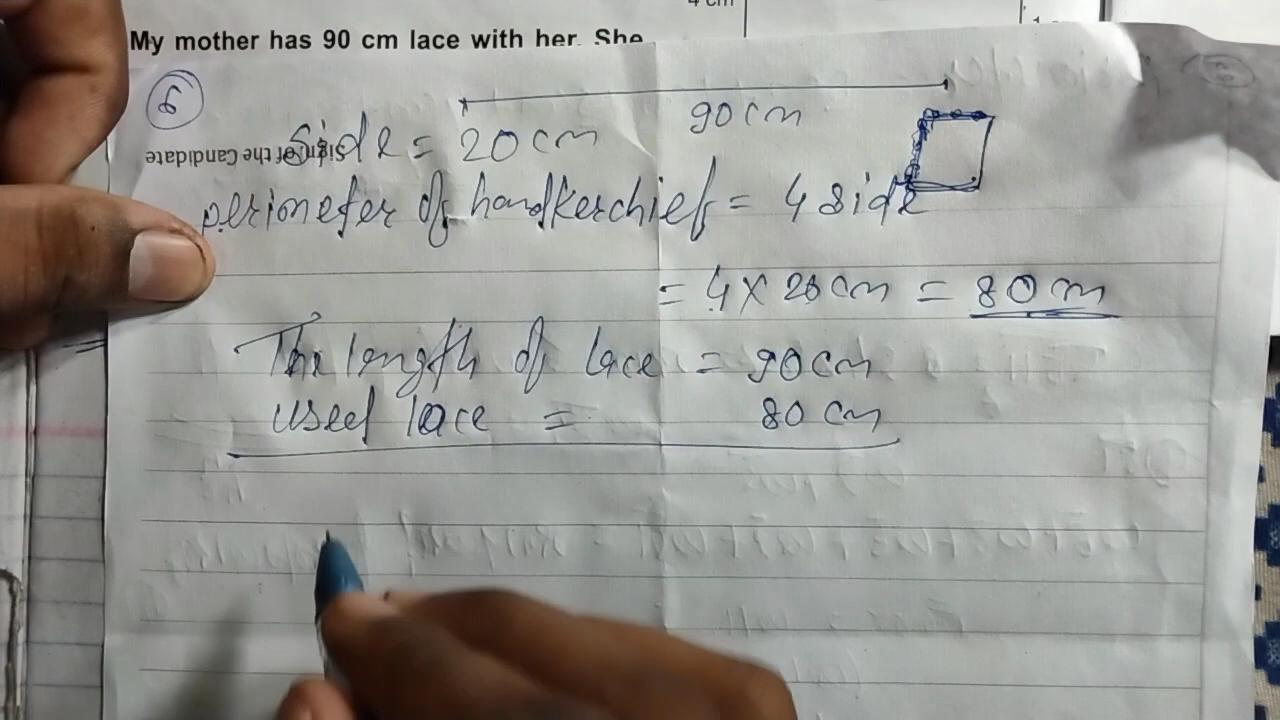 4 cm
My mother has 90 cm lace with her. She
6
90 cm
side = 20 cm
Sign of the Candidate
perimeter of handkerchief = 4 side
= 4 X 20 cm = 80 m
The length of lace = 90 cm
used lace = 80 cm